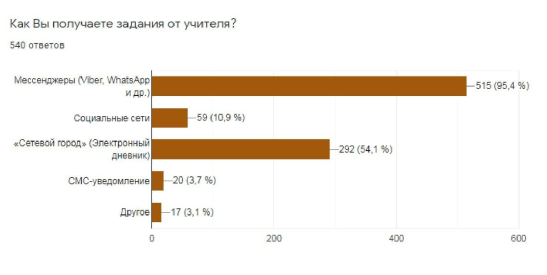 Как Вы получаете задания от учителя?
540 ответов
Мессенджеры (Viber, WhatsApp
и др.)
515 (95,4 %)
Социальные сети
59 (10,9 %)
«Сетевой город» (Электронный
дневник)
292 (54,1 %)
СМС-уведомление
20 (3,7 %)
Другое
17 (3,1 %)
0
200
400
600